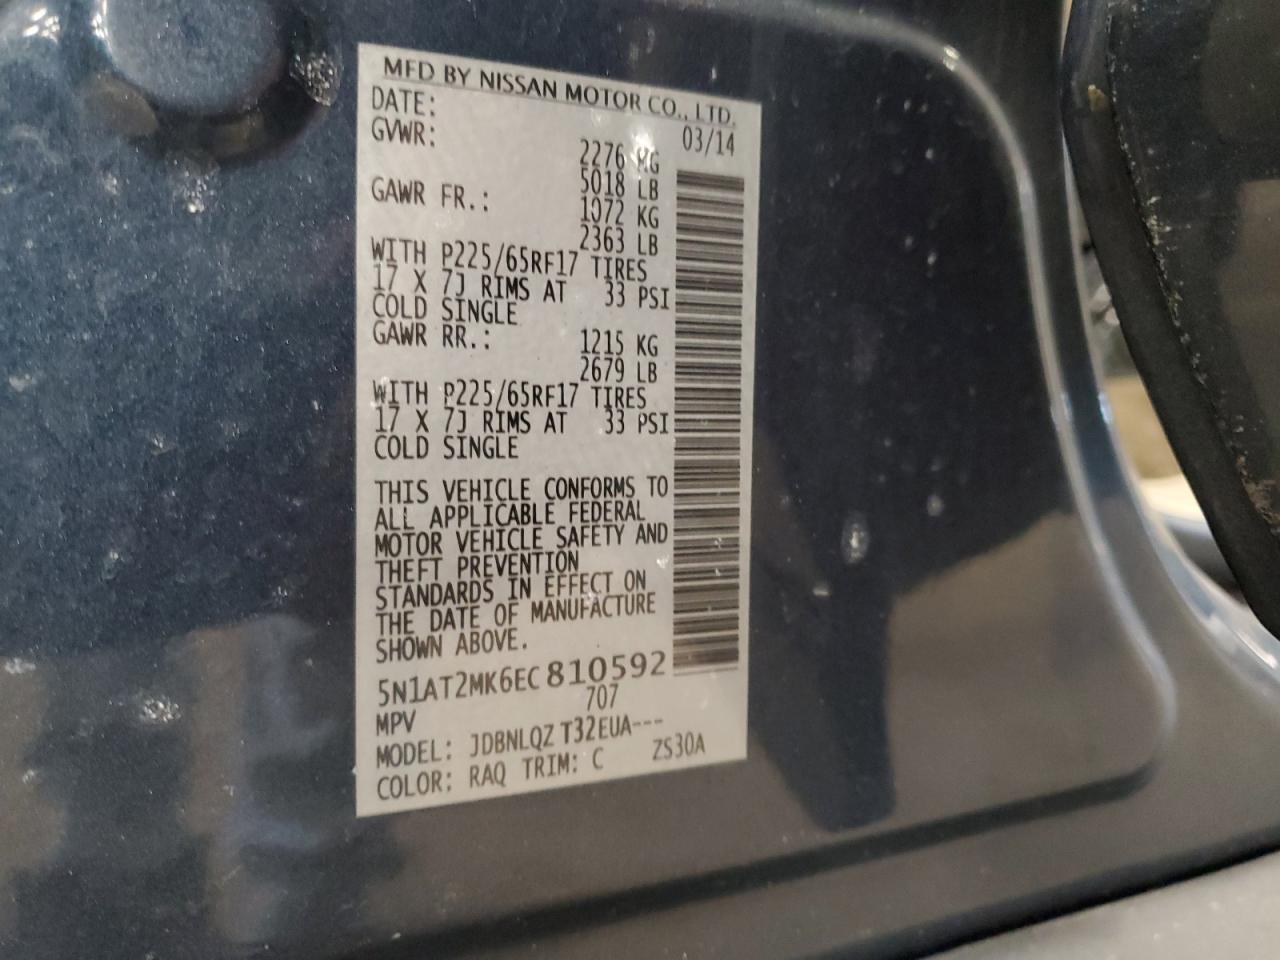 MFD BY NISSAN MOTOR CO., LTD.
DATE: 03/14
GVWR: 2276 KG
5018 LB
GAWR FR.: 1072 KG
2363 LB
WITH P225/65RF17 TIRES
17 X 7J RIMS AT 33 PSI
COLD SINGLE
GAWR RR.: 1215 KG
2679 LB
WITH P225/65RF17 TIRES
17 X 7J RIMS AT 33 PSI
COLD SINGLE
THIS VEHICLE CONFORMS TO
ALL APPLICABLE FEDERAL
MOTOR VEHICLE SAFETY AND
THEFT PREVENTION
STANDARDS IN EFFECT ON
THE DATE OF MANUFACTURE
SHOWN ABOVE.
5N1AT2MK6EC810592
MPV 707
MODEL: JDBNLQZ T32EUA---
COLOR: RAQ TRIM: C ZS30A